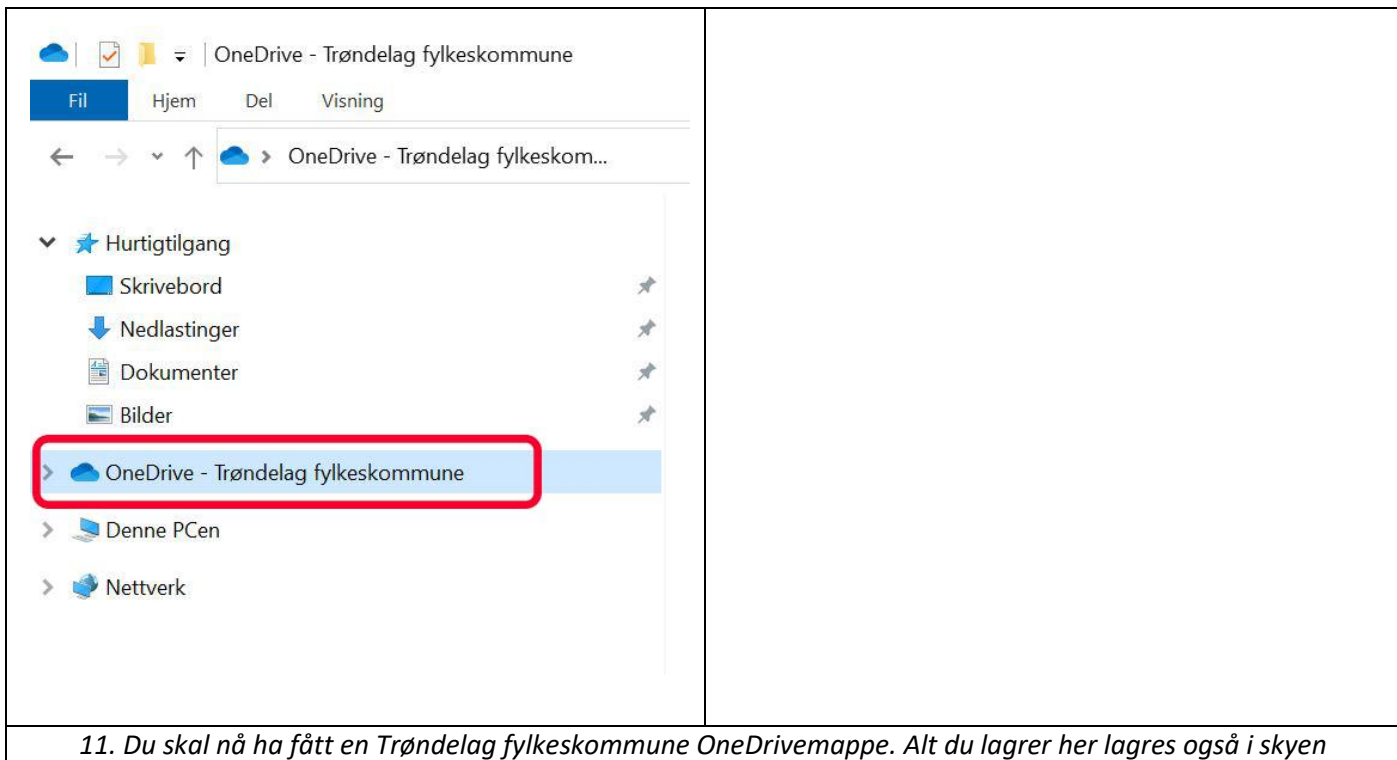 OneDrive - Trøndelag fylkeskommune
Fil Hjem Del Visning
OneDrive - Trøndelag fylkeskom...
Hurtigtilgang
Skrivebord
Nedlastinger
Dokumenter
Bilder
OneDrive - Trøndelag fylkeskommune
Denne PCen
Nettverk
11. Du skal nå ha fått en Trøndelag fylkeskommune OneDrivemappe. Alt du lagrer her lagres også i skyen